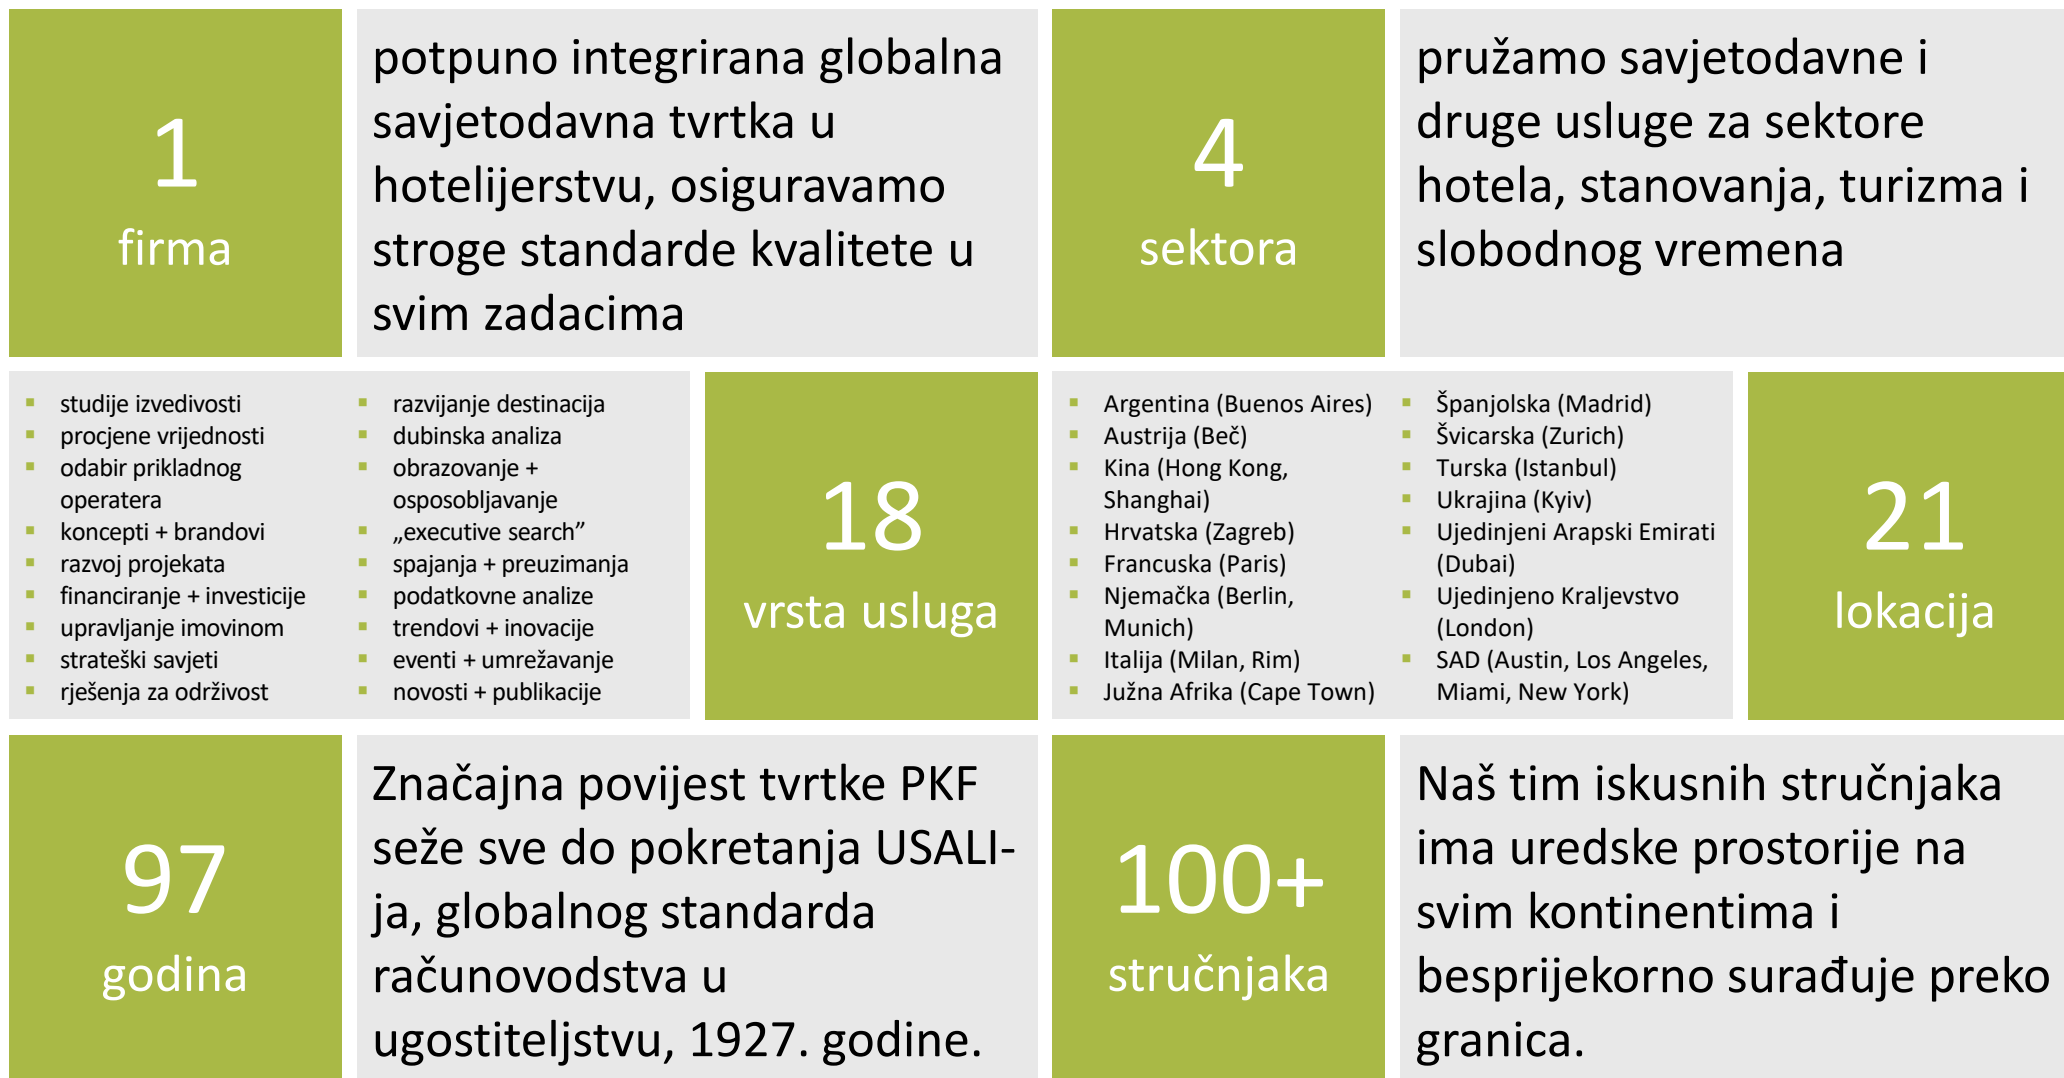 1
firma
potpuno integrirana globalna
savjetodavna tvrtka u
hotelijerstvu, osiguravamo
stroge standarde kvalitete u
svim zadacima
4
sektora
pružamo savjetodavne i
druge usluge za sektore
hotela, stanovanja, turizma i
slobodnog vremena
studije izvedivosti
procjene vrijednosti
odabir prikladnog
operatera
koncepti + brandovi
razvoj projekata
financiranje + investicije
upravljanje imovinom
strateški savjeti
rješenja za održivost
razvijanje destinacija
dubinska analiza
obrazovanje +
osposobljavanje
„executive search”
spajanja + preuzimanja
podatkovne analize
trendovi + inovacije
eventi + umrežavanje
novosti + publikacije
18
vrsta usluga
Argentina (Buenos Aires)
Austrija (Beč)
Kina (Hong Kong,
Shanghai)
Hrvatska (Zagreb)
Francuska (Paris)
Njemačka (Berlin,
Munich)
Italija (Milan, Rim)
Južna Afrika (Cape Town)
Španjolska (Madrid)
Švicarska (Zurich)
Turska (Istanbul)
Ukrajina (Kyiv)
Ujedinjeni Arapski Emirati
(Dubai)
Ujedinjeno Kraljevstvo
(London)
SAD (Austin, Los Angeles,
Miami, New York)
21
lokacija
97
godina
Značajna povijest tvrtke PKF
seže sve do pokretanja USALI-
ja, globalnog standarda
računovodstva u
ugostiteljstvu, 1927. godine.
100+
stručnjaka
Naš tim iskusnih stručnjaka
ima uredske prostorije na
svim kontinentima i
besprijekorno surađuje preko
granica.